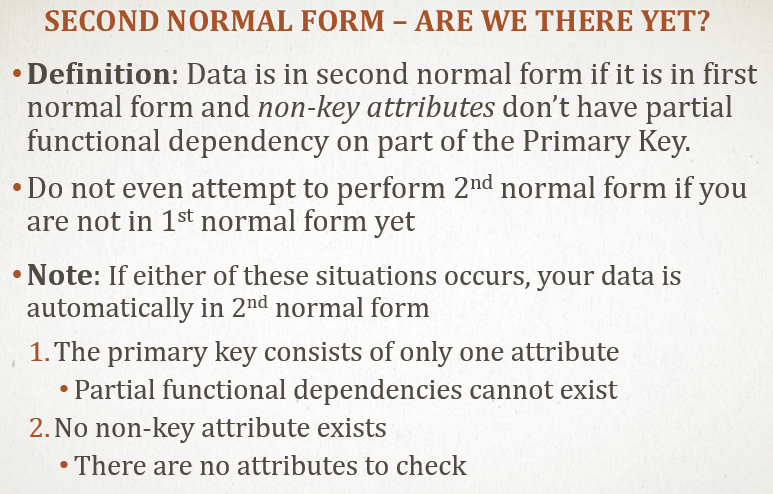 SECOND NORMAL FORM – ARE WE THERE YET?
• Definition: Data is in second normal form if it is in first
normal form and non-key attributes don’t have partial
functional dependency on part of the Primary Key.
• Do not even attempt to perform 2nd normal form if you
are not in 1st normal form yet
• Note: If either of these situations occurs, your data is
automatically in 2nd normal form
1. The primary key consists of only one attribute
• Partial functional dependencies cannot exist
2. No non-key attribute exists
• There are no attributes to check